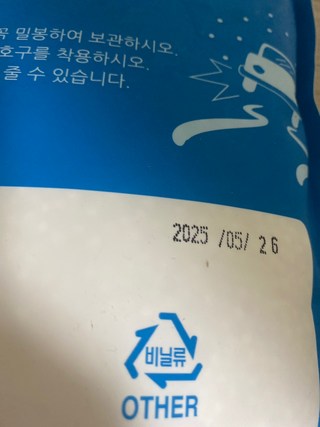 꼭 밀봉하여 보관하시오.
호구를 착용하시오.
줄 수 있습니다.
2025 /05/ 26
비닐류
OTHER